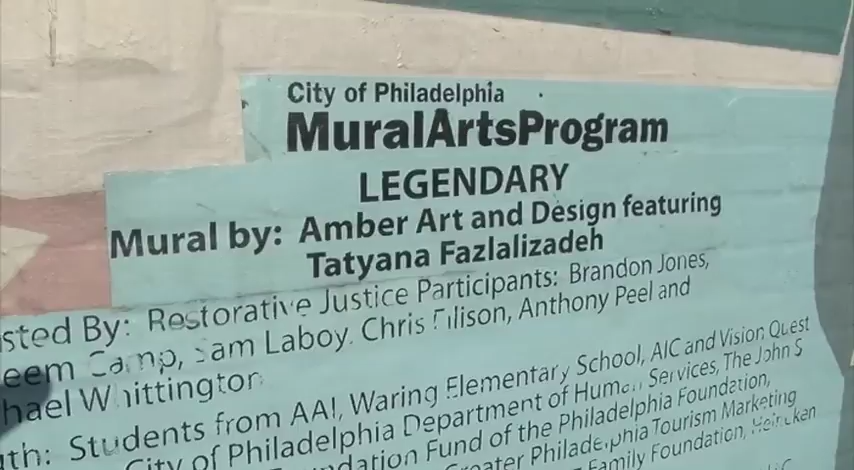 City of Philadelphia
MuralArtsProgram
LEGENDARY
Mural by: Amber Art and Design featuring
Tatyana Fazlalizadeh
sted By: Restorative Justice Participants: Brandon Jones,
eem Camp, Sam Laboy. Chris Ellison, Anthony Peel and
hael Whittington
ith: Students from AAI, Waring Elementary School, AIC and Vision Quest
City of Philadelphia Department of Human Services, The John S
ndation Fund of the Philadelphia Foundation,
Greater Philadelphia Tourism Marketing
Family Foundation, Heineken